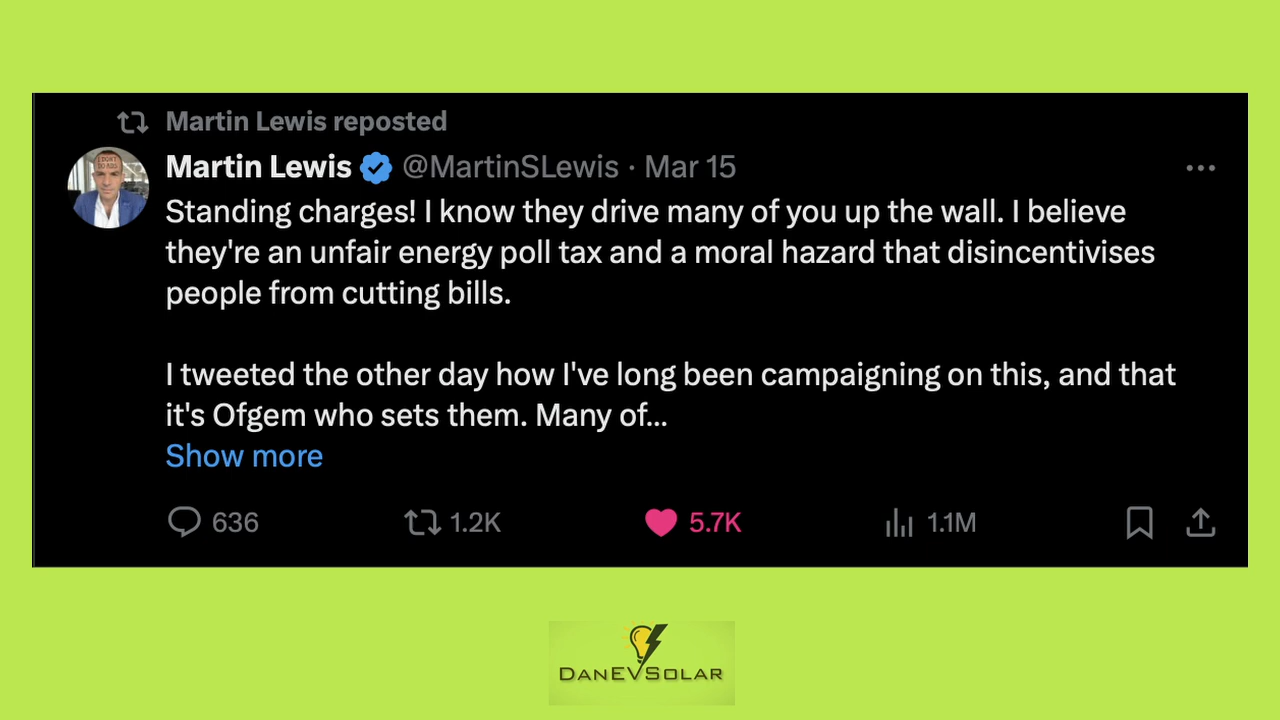 Martin Lewis reposted
Martin Lewis @MartinSLewis · Mar 15
Standing charges! I know they drive many of you up the wall. I believe
they're an unfair energy poll tax and a moral hazard that disincentivises
people from cutting bills.
I tweeted the other day how I've long been campaigning on this, and that
it's Ofgem who sets them. Many of...
Show more
636 1.2K 5.7K 1.1M
DANEVSOLAR